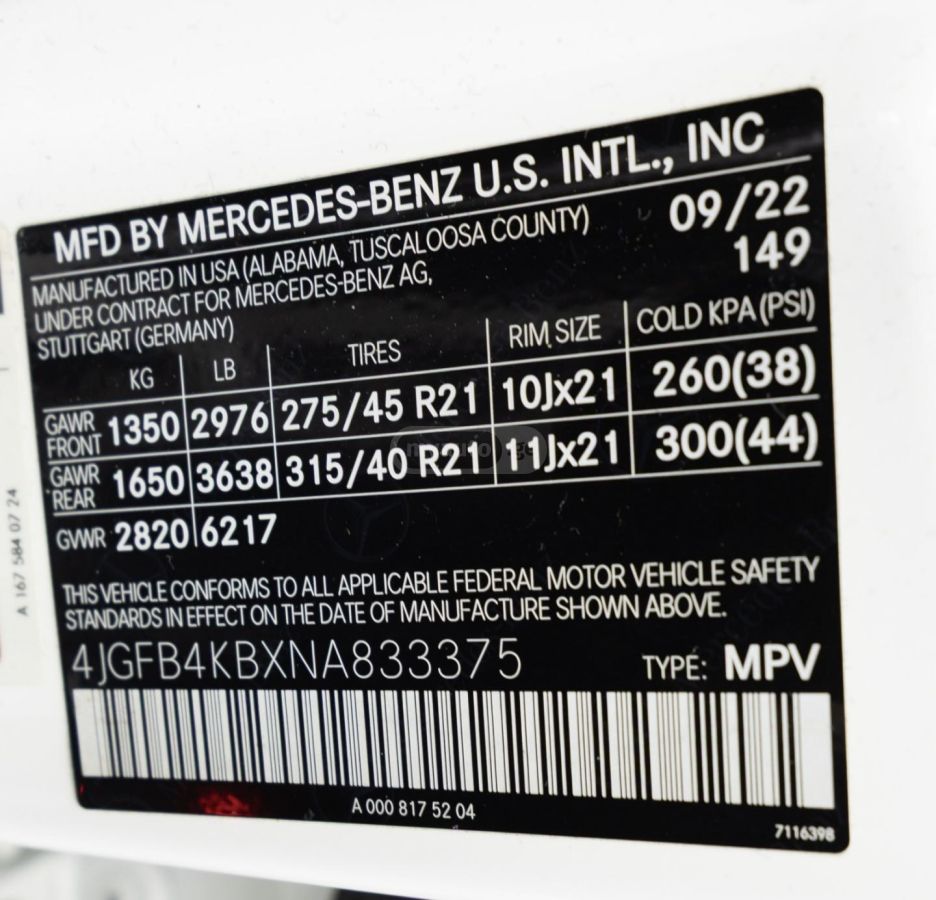 MFD BY MERCEDES-BENZ U.S. INTL., INC
MANUFACTURED IN USA (ALABAMA, TUSCALOOSA COUNTY) 09/22
UNDER CONTRACT FOR MERCEDES-BENZ AG, 149
STUTTGART (GERMANY)
KG LB TIRES RIM SIZE COLD KPA (PSI)
GAWR FRONT 1350 2976 275/45 R21 10Jx21 260(38)
GAWR REAR 1650 3638 315/40 R21 11Jx21 300(44)
GVWR 2820 6217
THIS VEHICLE CONFORMS TO ALL APPLICABLE FEDERAL MOTOR VEHICLE SAFETY
STANDARDS IN EFFECT ON THE DATE OF MANUFACTURE SHOWN ABOVE.
4JGFB4KBXNA833375 TYPE: MPV
A 000 817 52 04
7116398
A 167 584 07 24